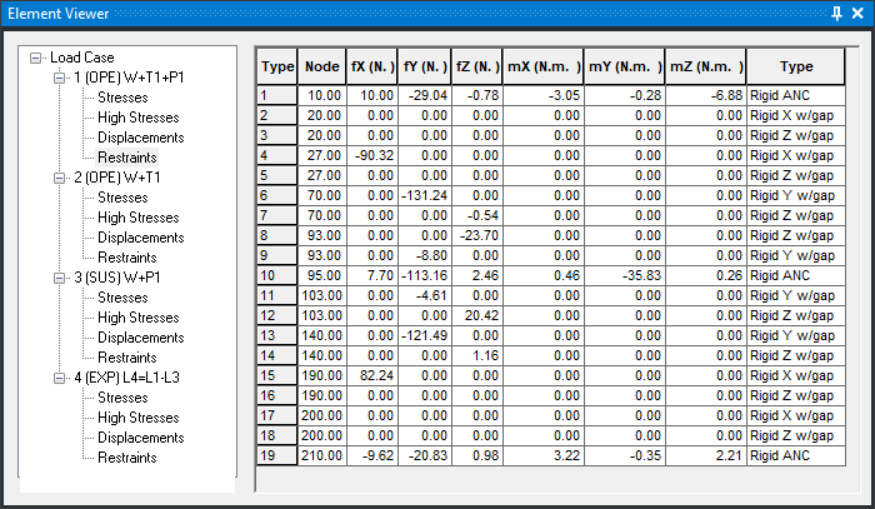 Element Viewer
Load Case
1 (OPE) W+T1+P1
Stresses
High Stresses
Displacements
Restraints
2 (OPE) W+T1
Stresses
High Stresses
Displacements
Restraints
3 (SUS) W+P1
Stresses
High Stresses
Displacements
Restraints
4 (EXP) L4=L1-L3
Stresses
High Stresses
Displacements
Restraints
Type Node fX (N. ) fY (N. ) fZ (N. ) mX (N.m. ) mY (N.m. ) mZ (N.m. ) Type
1 10.00 10.00 -29.04 -0.78 -3.05 -0.28 -6.88 Rigid ANC
2 20.00 0.00 0.00 0.00 0.00 0.00 0.00 Rigid X w/gap
3 20.00 0.00 0.00 0.00 0.00 0.00 0.00 Rigid Z w/gap
4 27.00 -90.32 0.00 0.00 0.00 0.00 0.00 Rigid X w/gap
5 27.00 0.00 0.00 0.00 0.00 0.00 0.00 Rigid Z w/gap
6 70.00 0.00 -131.24 0.00 0.00 0.00 0.00 Rigid Y w/gap
7 70.00 0.00 0.00 -0.54 0.00 0.00 0.00 Rigid Z w/gap
8 93.00 0.00 0.00 -23.70 0.00 0.00 0.00 Rigid Z w/gap
9 93.00 0.00 -8.80 0.00 0.00 0.00 0.00 Rigid Y w/gap
10 95.00 7.70 -113.16 2.46 0.46 -35.83 0.26 Rigid ANC
11 103.00 0.00 -4.61 0.00 0.00 0.00 0.00 Rigid Y w/gap
12 103.00 0.00 0.00 20.42 0.00 0.00 0.00 Rigid Z w/gap
13 140.00 0.00 -121.49 0.00 0.00 0.00 0.00 Rigid Y w/gap
14 140.00 0.00 0.00 1.16 0.00 0.00 0.00 Rigid Z w/gap
15 190.00 82.24 0.00 0.00 0.00 0.00 0.00 Rigid X w/gap
16 190.00 0.00 0.00 0.00 0.00 0.00 0.00 Rigid Z w/gap
17 200.00 0.00 0.00 0.00 0.00 0.00 0.00 Rigid X w/gap
18 200.00 0.00 0.00 0.00 0.00 0.00 0.00 Rigid Z w/gap
19 210.00 -9.62 -20.83 0.98 3.22 -0.35 2.21 Rigid ANC